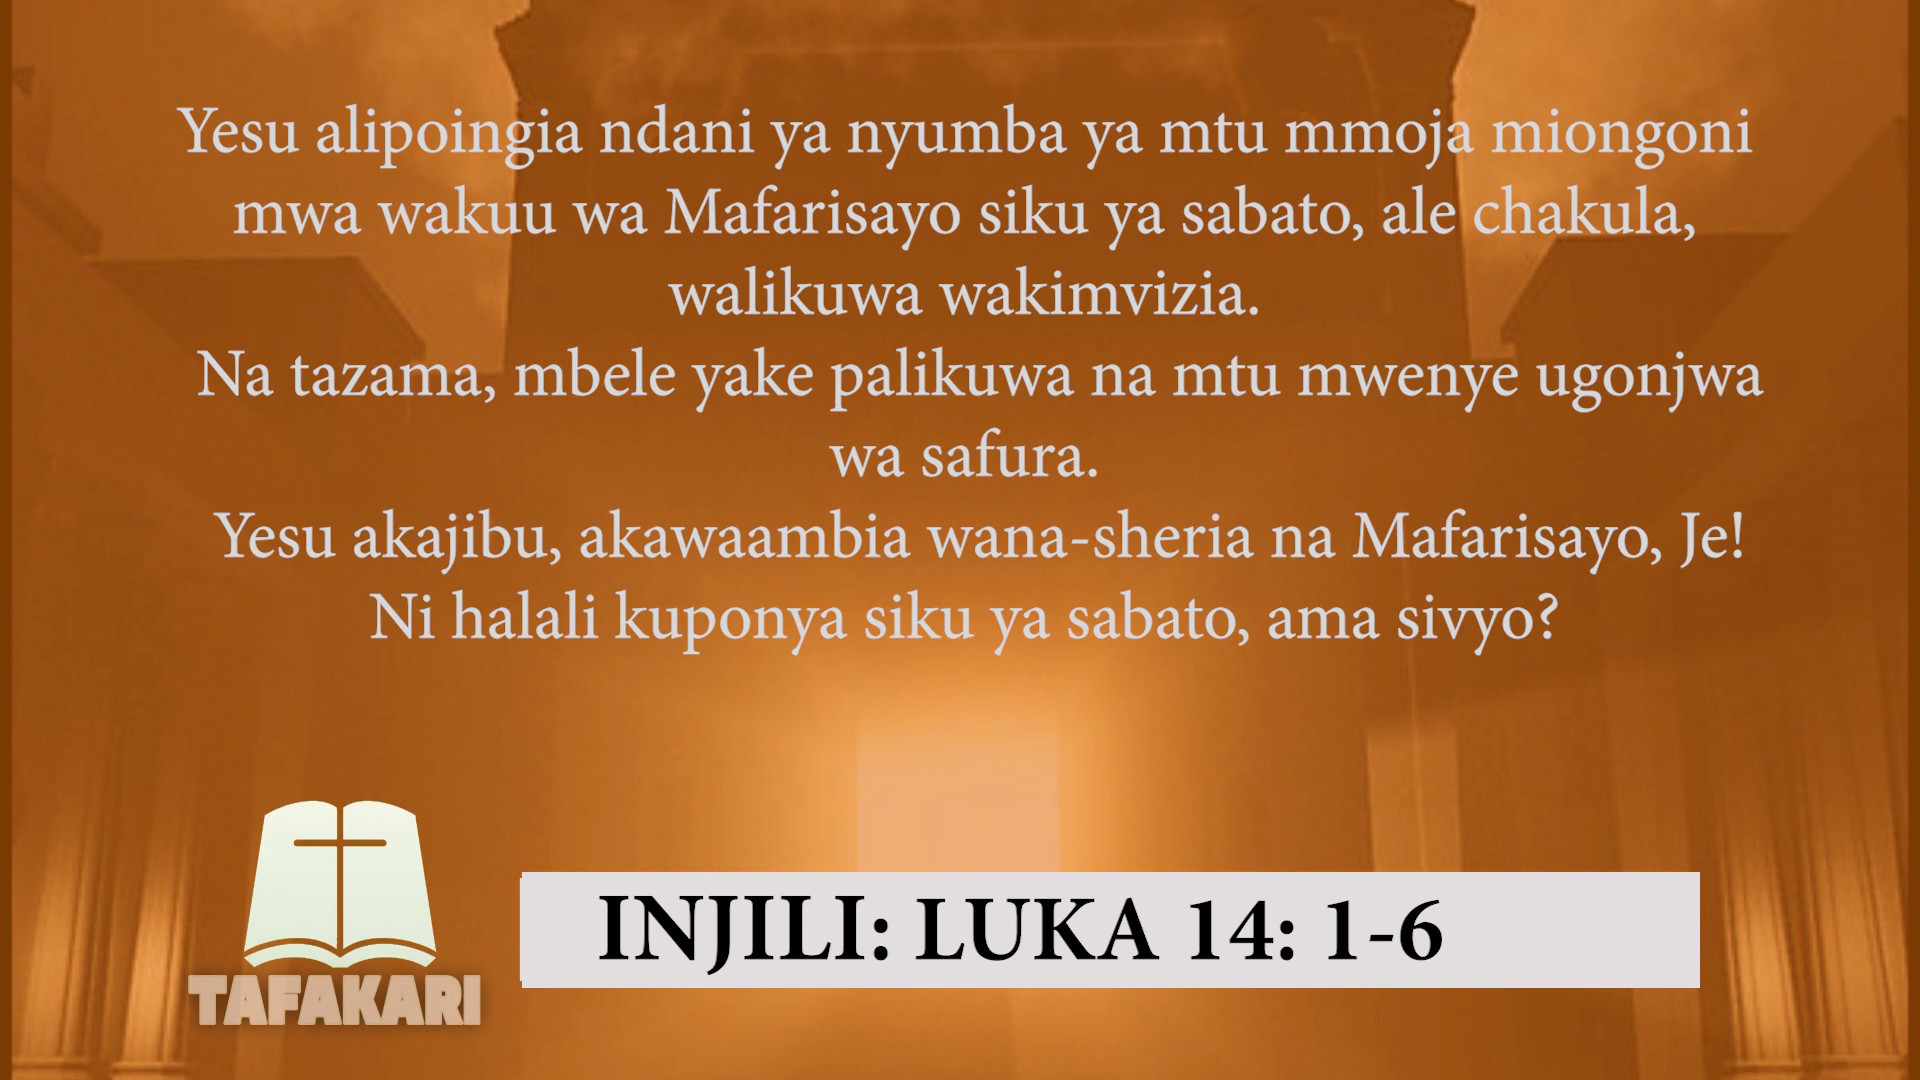 Yesu alipoingia ndani ya nyumba ya mtu mmoja miongoni
mwa wakuu wa Mafarisayo siku ya sabato, ale chakula,
walikuwa wakimvizia.
Na tazama, mbele yake palikuwa na mtu mwenye ugonjwa
wa safura.
Yesu akajibu, akawaambia wana-sheria na Mafarisayo, Je!
Ni halali kuponya siku ya sabato, ama sivyo?
TAFAKARI
INJILI: LUKA 14: 1-6